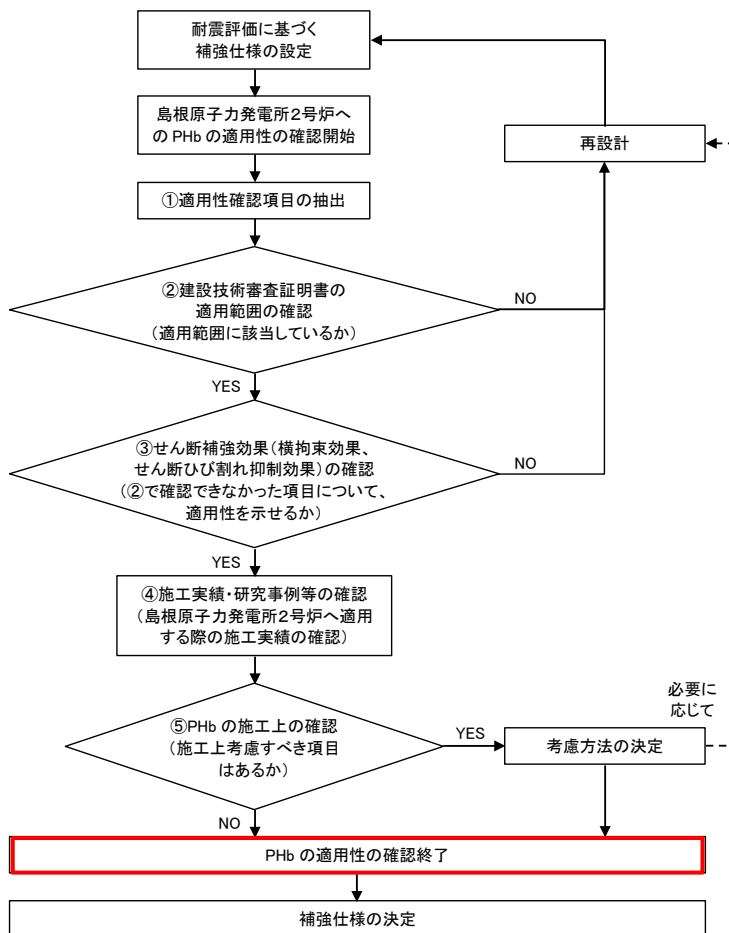 耐震評価に基づく
補強仕様の設定
島根原子力発電所2号炉へ
の PHb の適用性の確認開始
再設計
①適用性確認項目の抽出
②建設技術審査証明書の
適用範囲の確認
(適用範囲に該当しているか)
NO
YES
③せん断補強効果(横拘束効果、
せん断ひび割れ抑制効果)の確認
(②で確認できなかった項目について、
適用性を示せるか)
NO
YES
④施工実績・研究事例等の確認
(島根原子力発電所2号炉へ適用
する際の施工実績の確認)
必要に
応じて
⑤PHb の施工上の確認
(施工上考慮すべき項目
はあるか)
YES
考慮方法の決定
NO
PHb の適用性の確認終了
補強仕様の決定